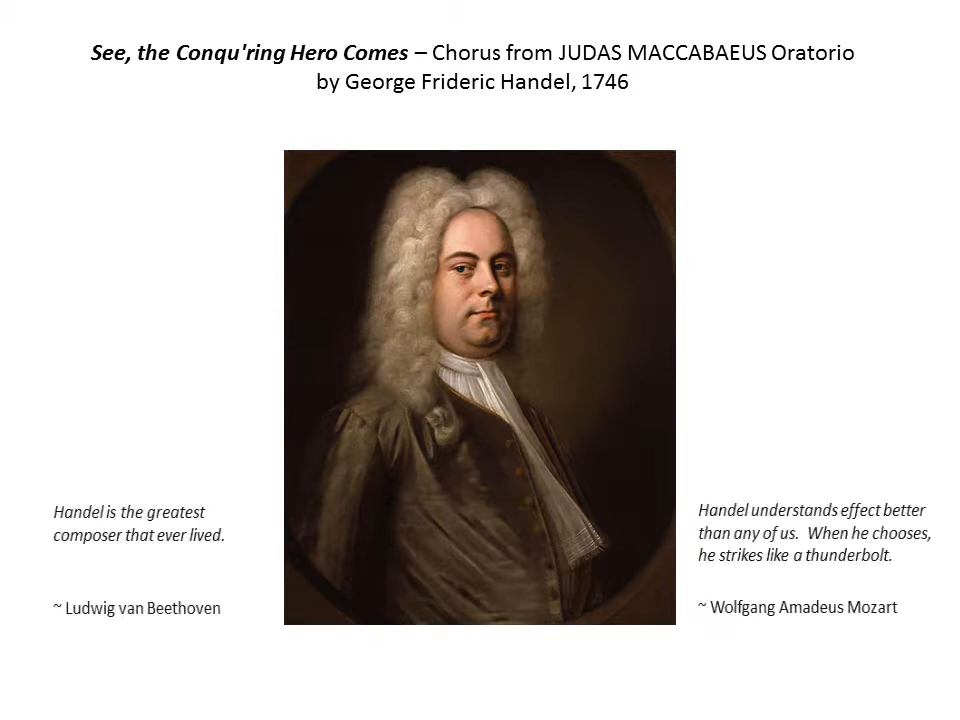 See, the Conqu'ring Hero Comes – Chorus from JUDAS MACCABAEUS Oratorio
by George Frideric Handel, 1746
Handel is the greatest
composer that ever lived.
~ Ludwig van Beethoven
Handel understands effect better
than any of us.  When he chooses,
he strikes like a thunderbolt.
~ Wolfgang Amadeus Mozart